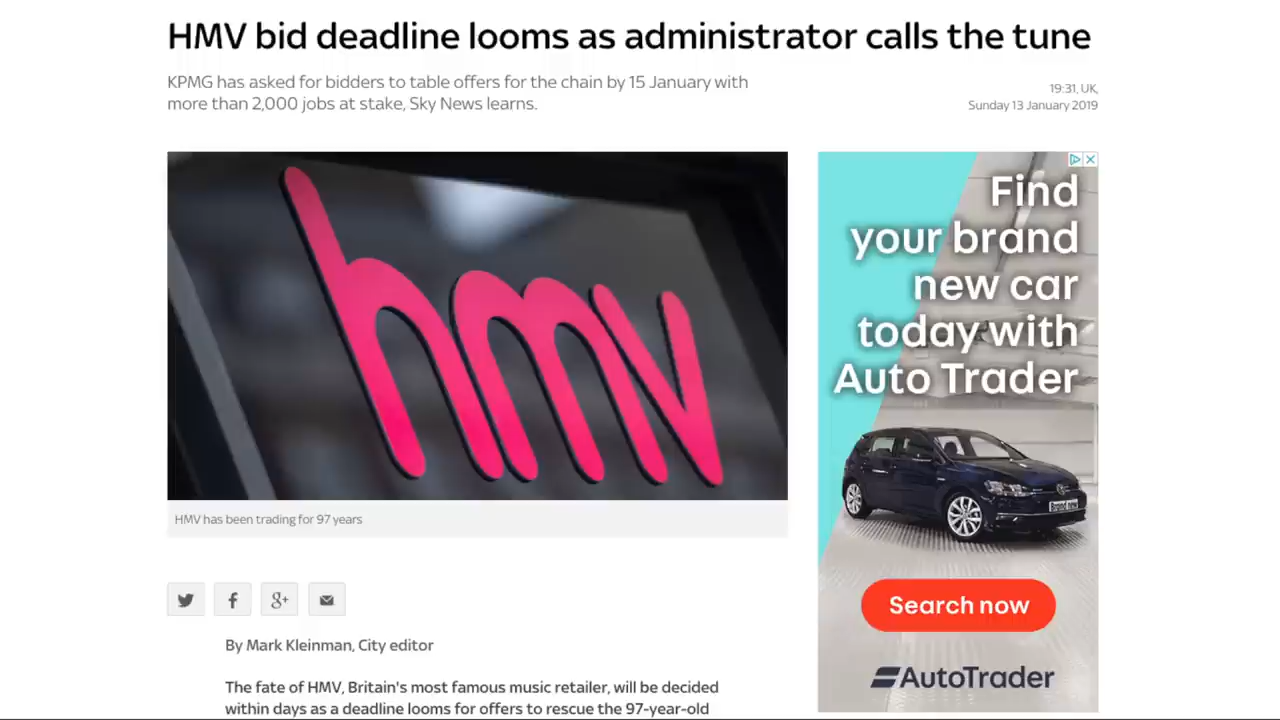 HMV bid deadline looms as administrator calls the tune
KPMG has asked for bidders to table offers for the chain by 15 January with
more than 2,000 jobs at stake, Sky News learns.
19:31, UK,
Sunday 13 January 2019
hmv
HMV has been trading for 97 years
Find
your brand
new car
today with
Auto Trader
Brand new
Search now
AutoTrader
g+
By Mark Kleinman, City editor
The fate of HMV, Britain's most famous music retailer, will be decided
within days as a deadline looms for offers to rescue the 97-year-old